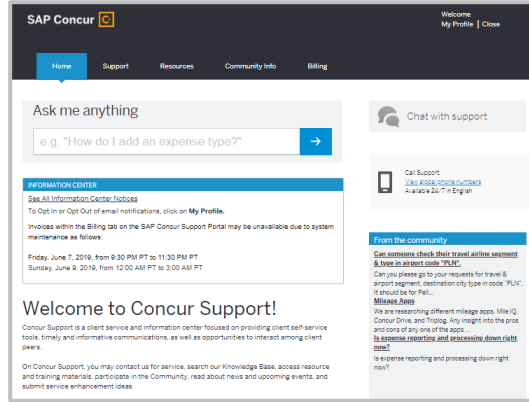 SAP Concur C
Welcome
My Profile | Close
Home Support Resources Community Info Billing
Ask me anything
e.g. "How do I add an expense type?"
Chat with support
Call Support
View global phone numbers
Available 24/7 in English
INFORMATION CENTER
See All Information Center Notices
To Opt In or Opt Out of email notifications, click on My Profile.
Invoices within the Billing tab on the SAP Concur Support Portal may be unavailable due to system
maintenance as follows:
Friday, June 7, 2019, from 9:30 PM PT to 11:30 PM PT
Sunday, June 9, 2019, from 12:00 AM PT to 3:00 AM PT
From the community
Can someone check their travel airline segment
& type in airport code "PLN".
Can you please go to your requests for travel &
airport segment, destination city type in code "PLN".
It should be for Pell...
Mileage Apps
We are researching different mileage apps, Mile IQ,
Concur Drive, and Triplog. Any insight into the pros
and cons of any one of the apps ...
Is expense reporting and processing down right
now?
Is expense reporting and processing down right
now?
Welcome to Concur Support!
Concur Support is a client service and information center focused on providing client self-service
tools, timely and informative communications, as well as opportunities to interact among client
peers.
On Concur Support, you may contact us for service, search our Knowledge Base, access resource
and training materials, participate in the Community, read about news and upcoming events, and
submit service enhancement ideas.